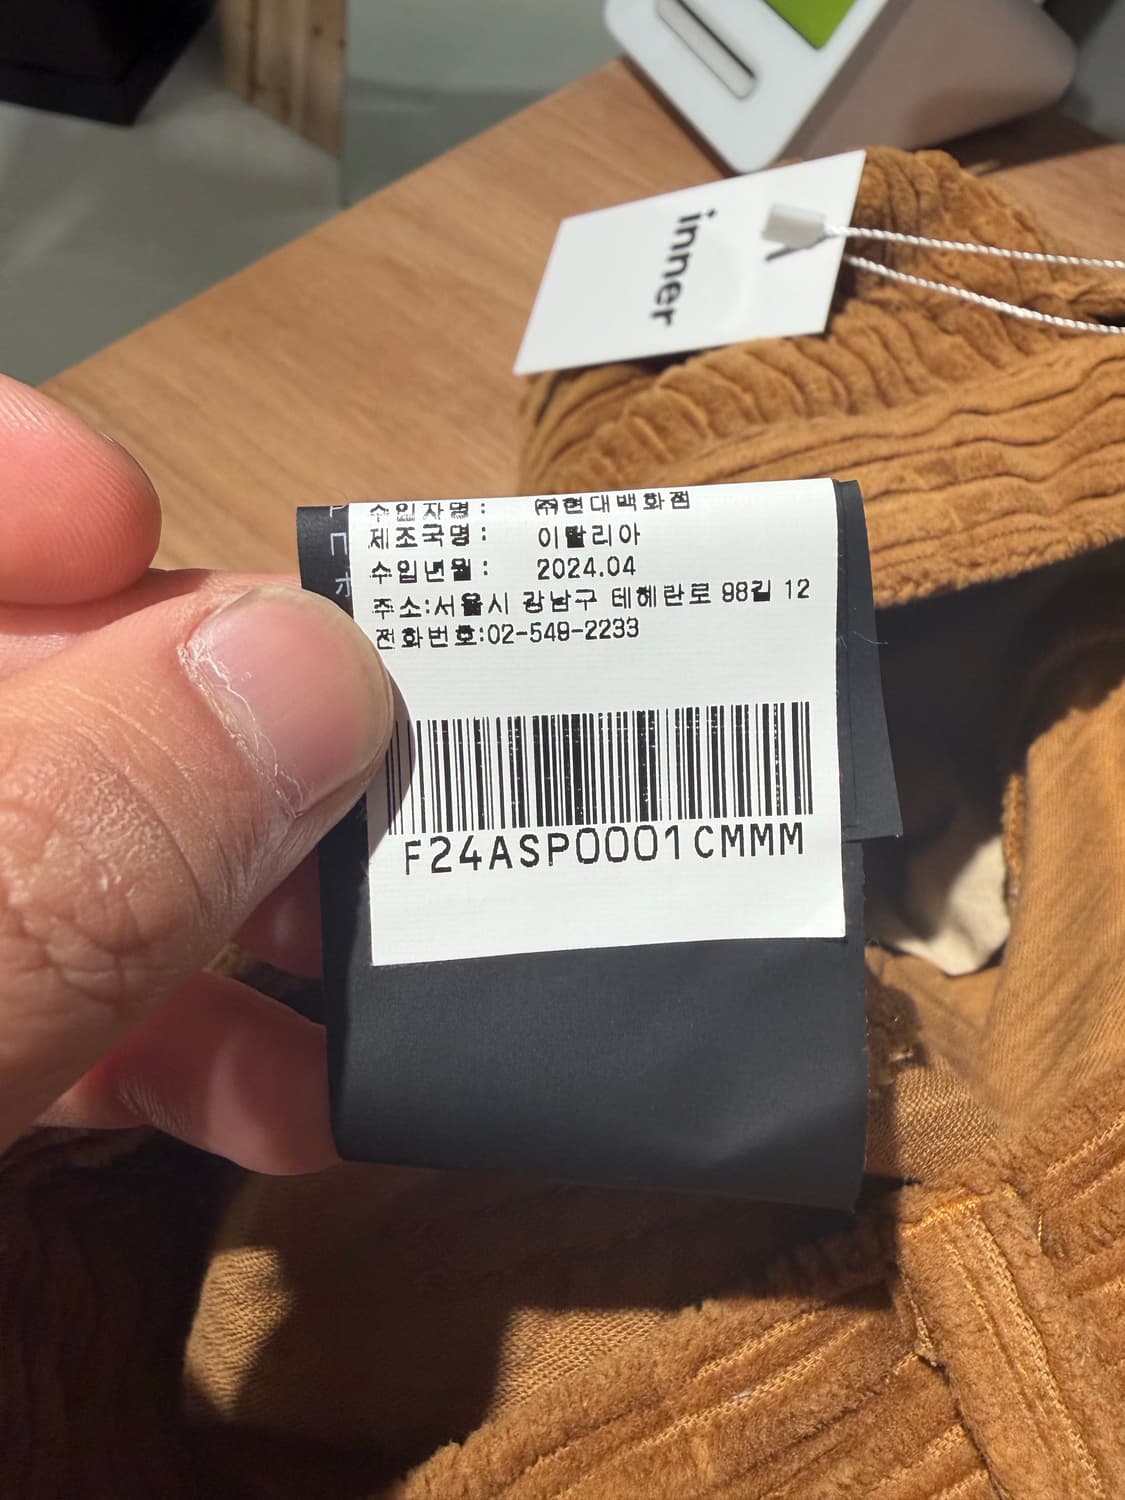 inner
수입자명 : ㈜현대백화점
제조국명 : 이탈리아
수입년월 : 2024.04
주소:서울시 강남구 테헤란로 98길 12
전화번호:02-549-2233
F24ASP0001CMMM